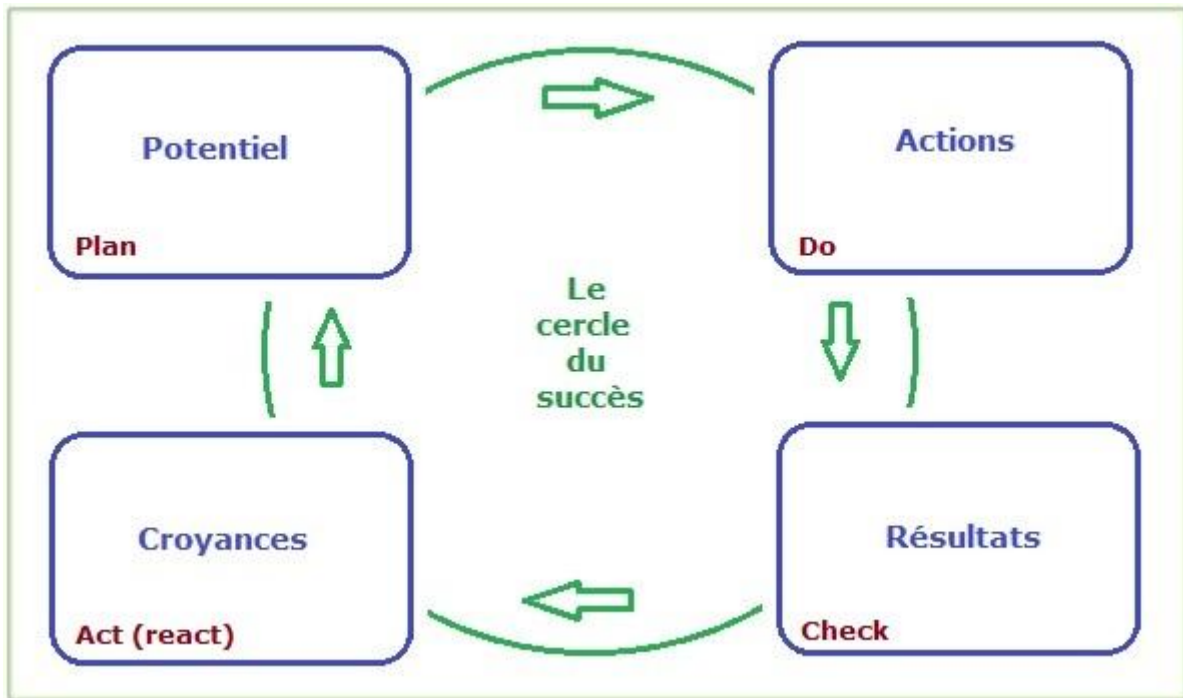 Potentiel
Plan
Actions
Do
Le
cercle
du
succès
Croyances
Act (react)
Résultats
Check